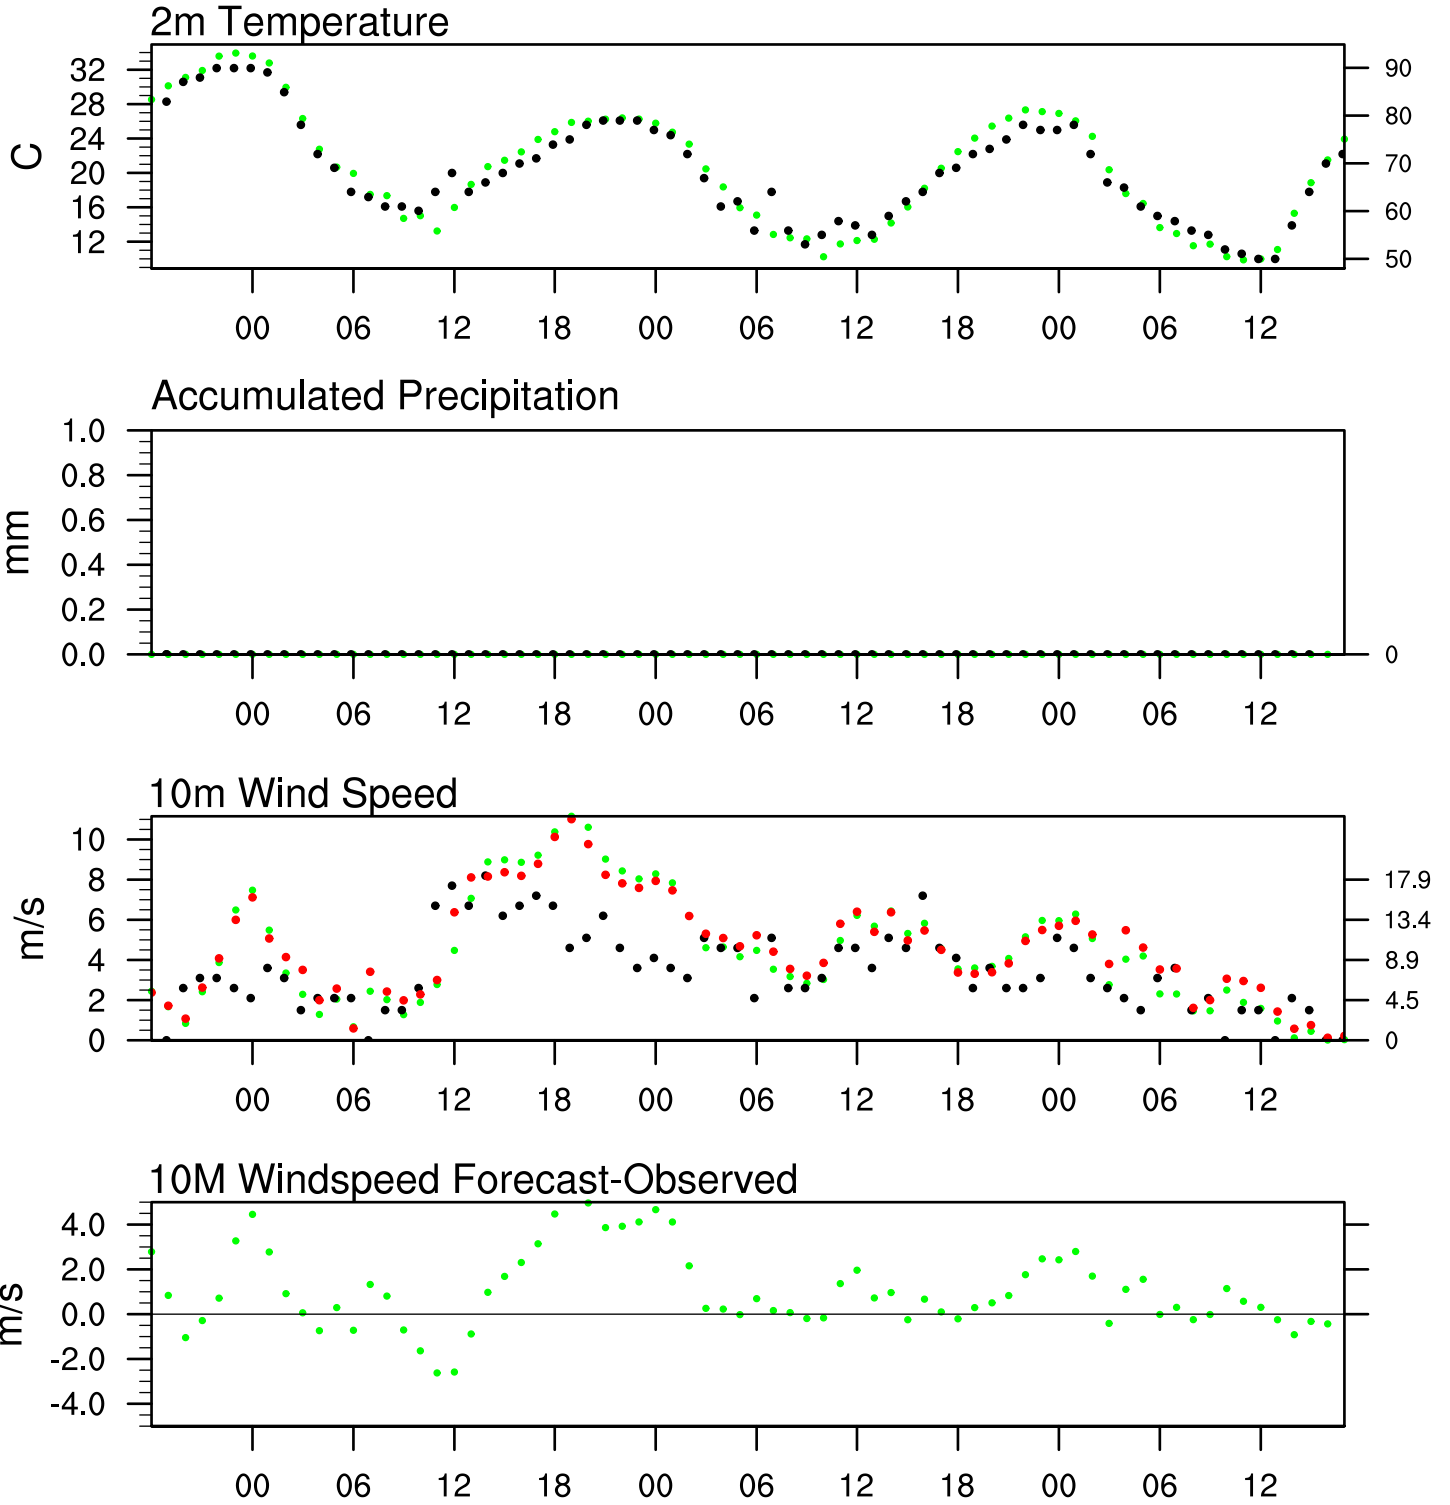 2m Temperature
32 90
28 80
24
C
20 70
16 60
12 50
00 06 12 18 00 06 12 18 00 06 12
Accumulated Precipitation
1.0
0.8
0.6
mm
0.4
0.2
0.0 0
00 06 12 18 00 06 12 18 00 06 12
10m Wind Speed
10
8 17.9
6 13.4
m/s
4 8.9
2 4.5
0 0
00 06 12 18 00 06 12 18 00 06 12
10M Windspeed Forecast-Observed
4.0
2.0
m/s
0.0
-2.0
-4.0
00 06 12 18 00 06 12 18 00 06 12